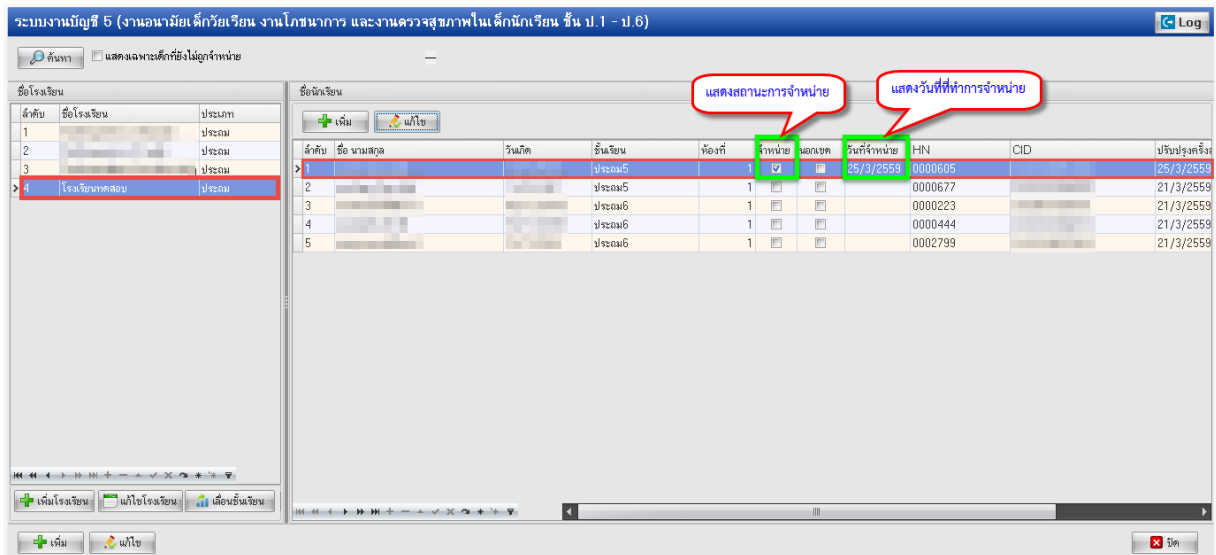 ระบบงานบัญชี 5 (งานอนามัยเด็กวัยเรียน งานโภชนาการ และงานตรวจสุขภาพในเด็กนักเรียน ชั้น ป.1 - ป.6) Log
ค้นหา แสดงเฉพาะเด็กที่ยังไม่ถูกจำหน่าย
แสดงสถานะการจำหน่าย แสดงวันที่ที่ทำการจำหน่าย
ชื่อโรงเรียน ชื่อนักเรียน
ลำดับ ชื่อโรงเรียน ประเภท
1 ประถม
2 ประถม
3 ประถม
4 โรงเรียนทดสอบ ประถม
เพิ่ม แก้ไข
ลำดับ ชื่อ นามสกุล วันเกิด ชั้นเรียน ห้องที่ จำหน่าย นอกเขต วันที่จำหน่าย HN CID ปรับปรุงครั้ง
1 ประถม5 1 25/3/2559 0000605 25/3/2559
2 ประถม5 1 0000677 21/3/2559
3 ประถม6 1 0000223 21/3/2559
4 ประถม6 1 0000444 21/3/2559
5 ประถม6 1 0002799 21/3/2559
เพิ่มโรงเรียน แก้ไขโรงเรียน เลื่อนชั้นเรียน
เพิ่ม แก้ไข ปิด